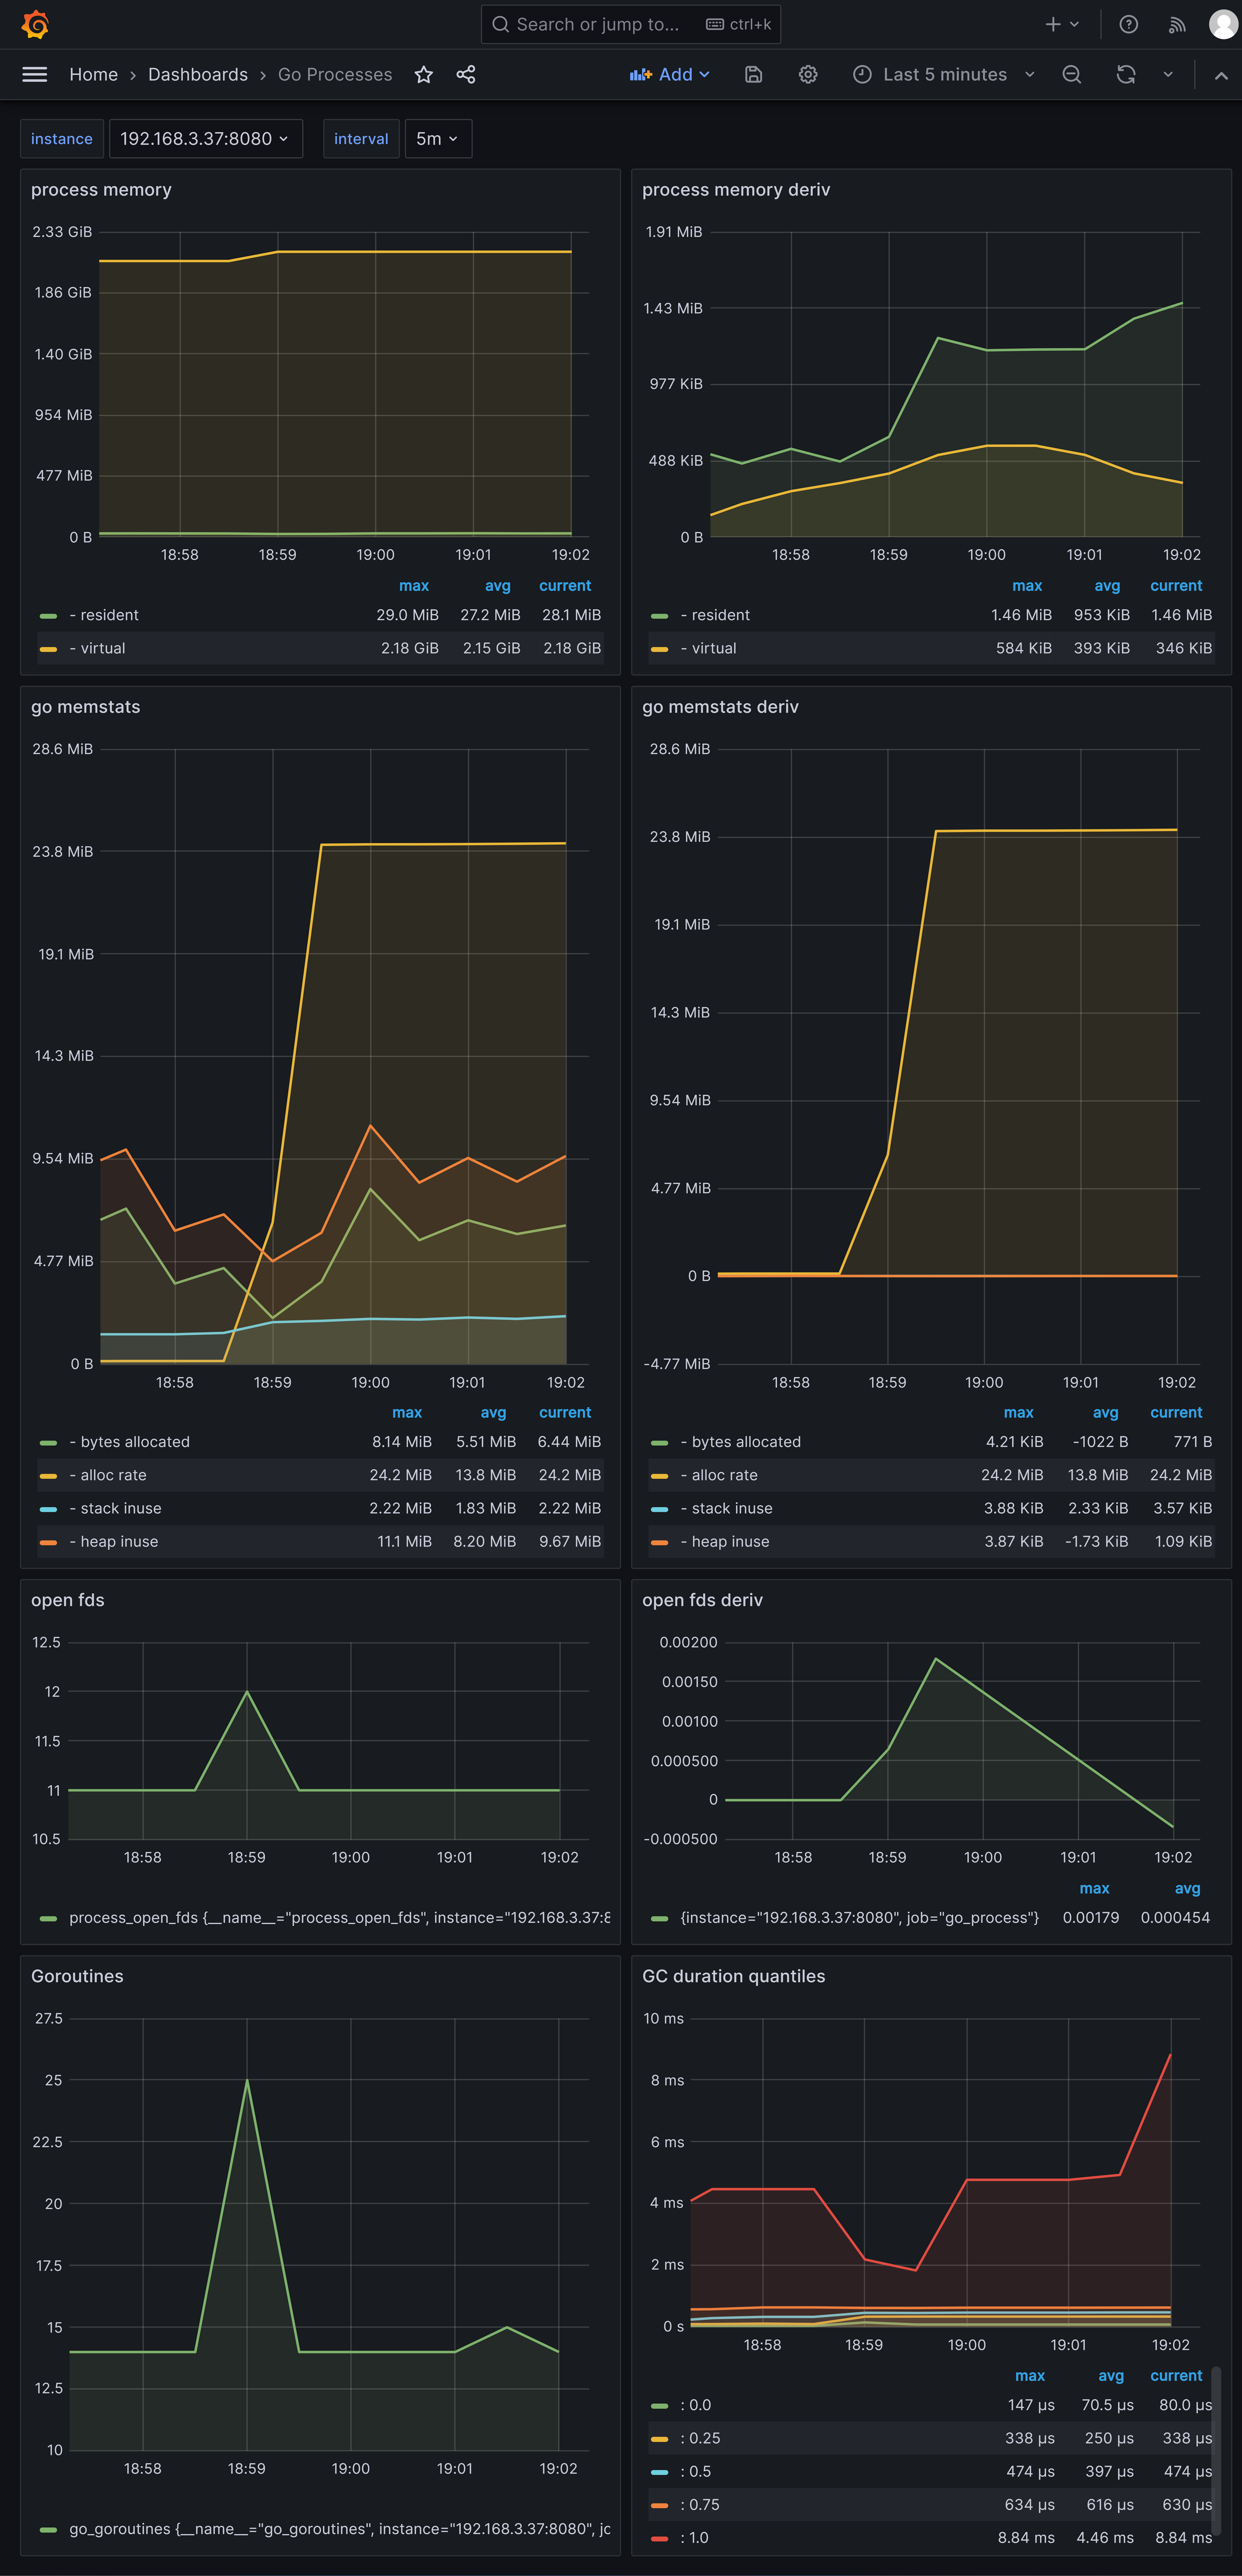 Search or jump to... ctrl+k
Home › Dashboards › Go Processes Add Last 5 minutes
instance 192.168.3.37:8080 interval 5m
process memory
2.33 GiB
1.86 GiB
1.40 GiB
954 MiB
477 MiB
0 B
18:58 18:59 19:00 19:01 19:02
max avg current
- resident 29.0 MiB 27.2 MiB 28.1 MiB
- virtual 2.18 GiB 2.15 GiB 2.18 GiB
process memory deriv
1.91 MiB
1.43 MiB
977 KiB
488 KiB
0 B
18:58 18:59 19:00 19:01 19:02
max avg current
- resident 1.46 MiB 953 KiB 1.46 MiB
- virtual 584 KiB 393 KiB 346 KiB
go memstats
28.6 MiB
23.8 MiB
19.1 MiB
14.3 MiB
9.54 MiB
4.77 MiB
0 B
18:58 18:59 19:00 19:01 19:02
max avg current
- bytes allocated 8.14 MiB 5.51 MiB 6.44 MiB
- alloc rate 24.2 MiB 13.8 MiB 24.2 MiB
- stack inuse 2.22 MiB 1.83 MiB 2.22 MiB
- heap inuse 11.1 MiB 8.20 MiB 9.67 MiB
go memstats deriv
28.6 MiB
23.8 MiB
19.1 MiB
14.3 MiB
9.54 MiB
4.77 MiB
0 B
-4.77 MiB
18:58 18:59 19:00 19:01 19:02
max avg current
- bytes allocated 4.21 KiB -1022 B 771 B
- alloc rate 24.2 MiB 13.8 MiB 24.2 MiB
- stack inuse 3.88 KiB 2.33 KiB 3.57 KiB
- heap inuse 3.87 KiB -1.73 KiB 1.09 KiB
open fds
12.5
12
11.5
11
10.5
18:58 18:59 19:00 19:01 19:02
process_open_fds {__name__="process_open_fds", instance="192.168.3.37:8
open fds deriv
0.00200
0.00150
0.00100
0.000500
0
-0.000500
18:58 18:59 19:00 19:01 19:02
max avg
{instance="192.168.3.37:8080", job="go_process"} 0.00179 0.000454
Goroutines
27.5
25
22.5
20
17.5
15
12.5
10
18:58 18:59 19:00 19:01 19:02
go_goroutines {__name__="go_goroutines", instance="192.168.3.37:8080", jc
GC duration quantiles
10 ms
8 ms
6 ms
4 ms
2 ms
0 s
18:58 18:59 19:00 19:01 19:02
max avg current
: 0.0 147 µs 70.5 µs 80.0 µs
: 0.25 338 µs 250 µs 338 µs
: 0.5 474 µs 397 µs 474 µs
: 0.75 634 µs 616 µs 630 µs
: 1.0 8.84 ms 4.46 ms 8.84 ms